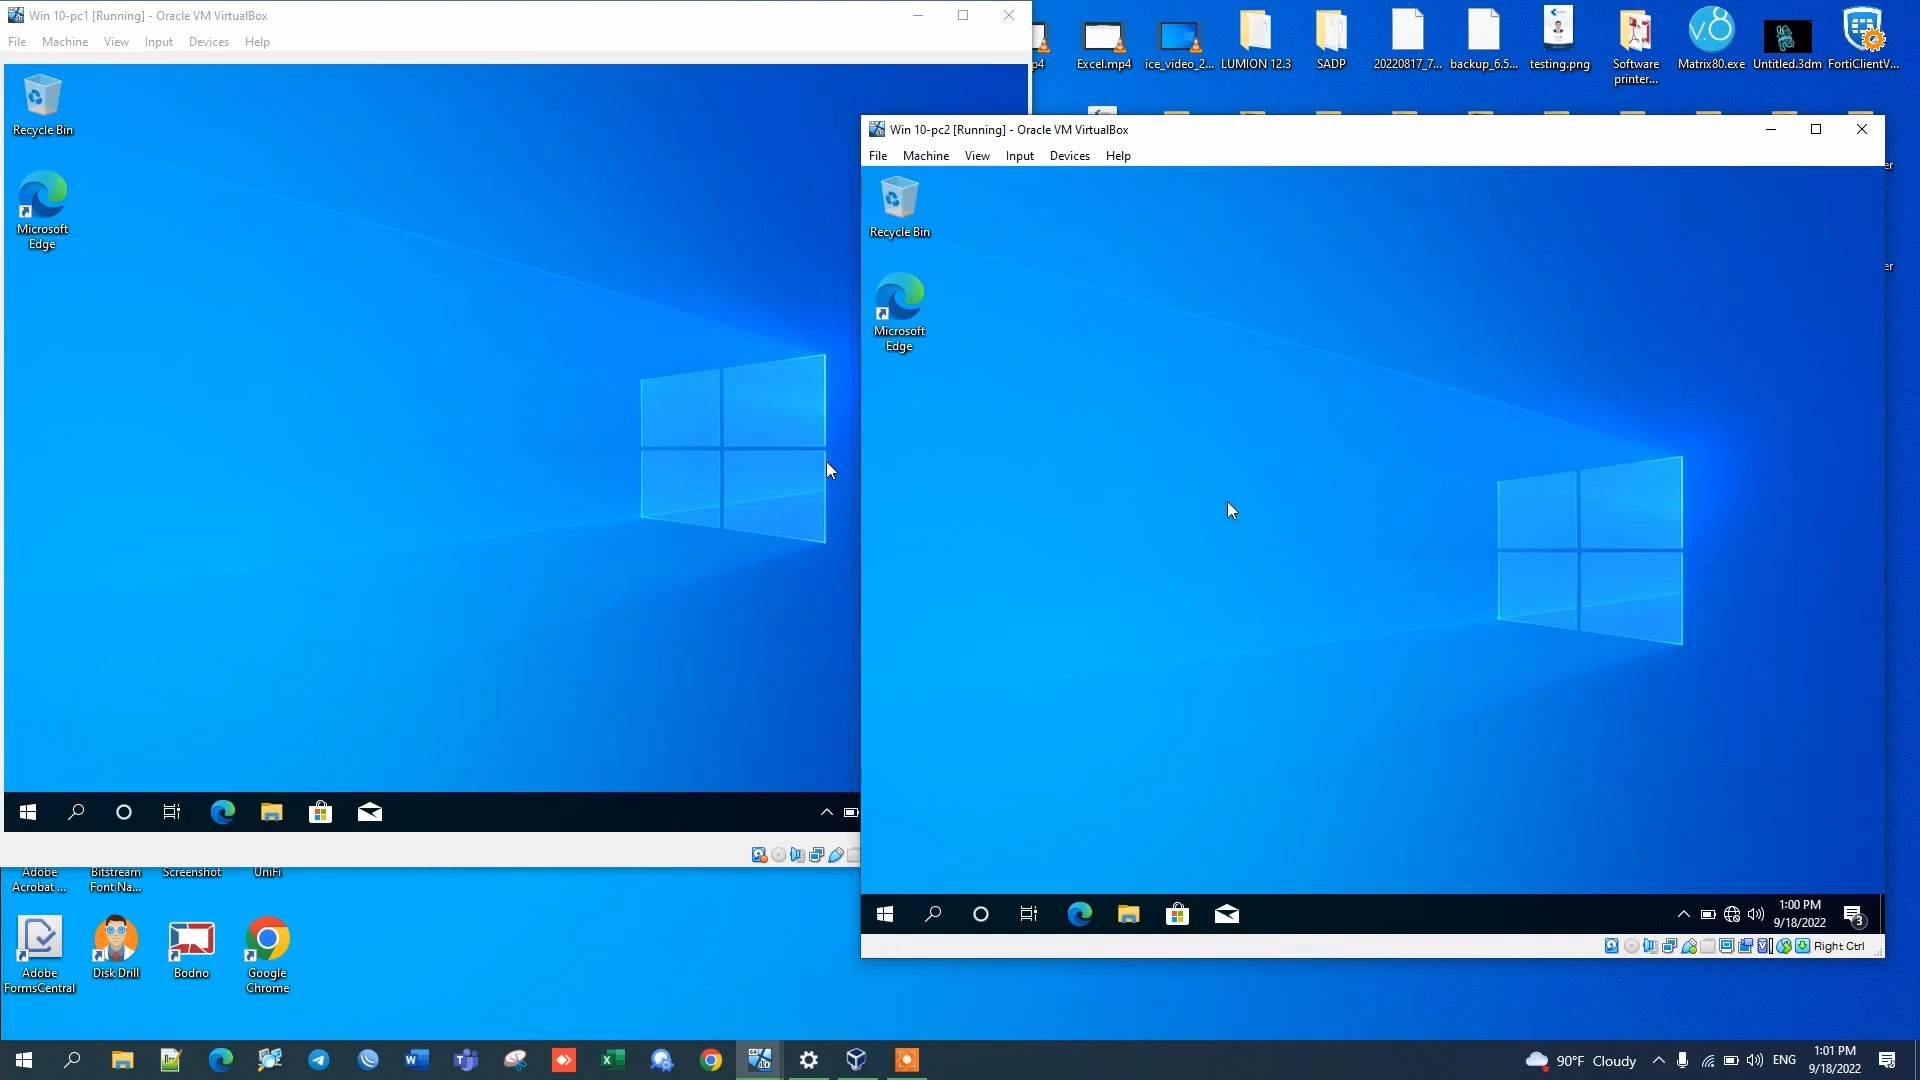 Win 10-pc1 [Running] - Oracle VM VirtualBox
File Machine View Input Devices Help
Recycle Bin
Microsoft
Edge
p4
Excel.mp4
ice_video_2...
LUMION 12.3
SADP
20220817_7...
backup_6.5...
testing.png
Software
printer...
Matrix80.exe
Untitled.3dm
FortiClientV...
er
er
Win 10-pc2 [Running] - Oracle VM VirtualBox
File Machine View Input Devices Help
Recycle Bin
Microsoft
Edge
1:00 PM
9/18/2022
3
Right Ctrl
Adobe
Acrobat ...
Bitstream
Font Na...
Screenshot
UniFi
Adobe
FormsCentral
Disk Drill
Bodno
Google
Chrome
90°F Cloudy
ENG
1:01 PM
9/18/2022